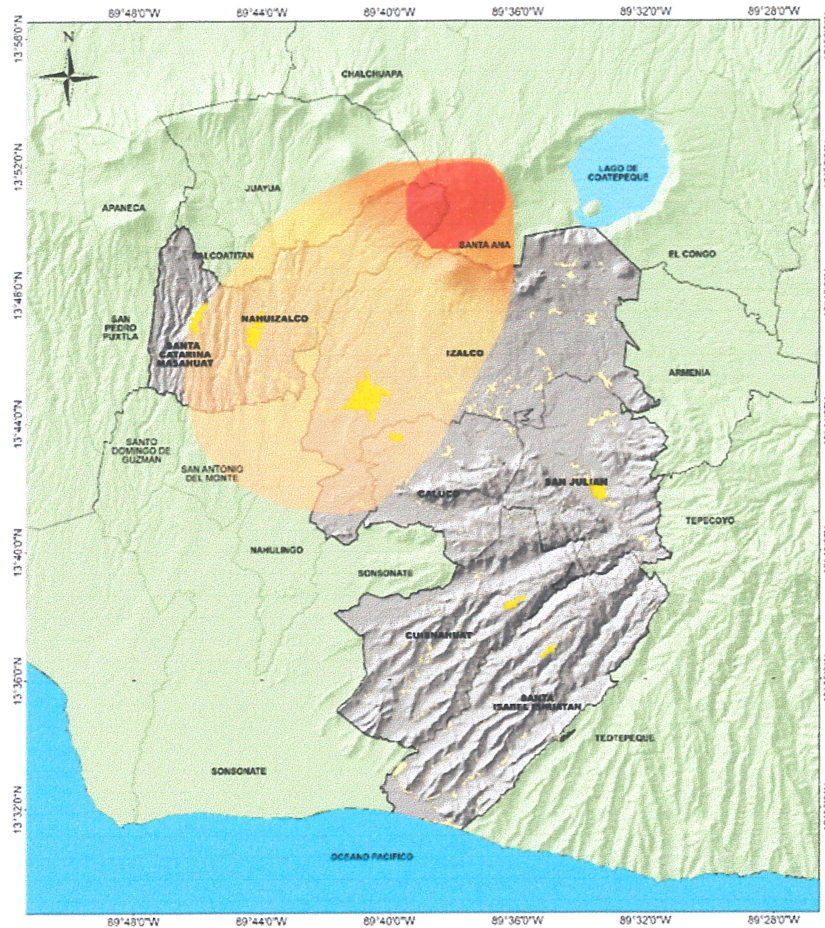 89°48'0"W 89°44'0"W 89°40'0"W 89°36'0"W 89°32'0"W 89°28'0"W
13°56'0"N
N
CHALCHUAPA
13°52'0"N
LAGO DE
COATEPEQUE
JUAYUA
APANECA
SANTA ANA
SALCOATITAN
EL CONGO
13°48'0"N
SAN
PEDRO
PUXTLA
NAHUIZALCO
SANTA
CATARINA
MASAHUAT
IZALCO
ARMENIA
13°44'0"N
SANTO
DOMINGO DE
GUZMÁN
SAN ANTONIO
DEL MONTE
CALUCO
SAN JULIAN
TEPECOYO
13°40'0"N
NAHULINGO
SONSONATE
CUISNAHUAT
13°36'0"N
SANTA
ISABEL ISHUATAN
TEOTEPEQUE
SONSONATE
13°32'0"N
OCEANO PACIFICO
89°48'0"W 89°44'0"W 89°40'0"W 89°36'0"W 89°32'0"W 89°28'0"W